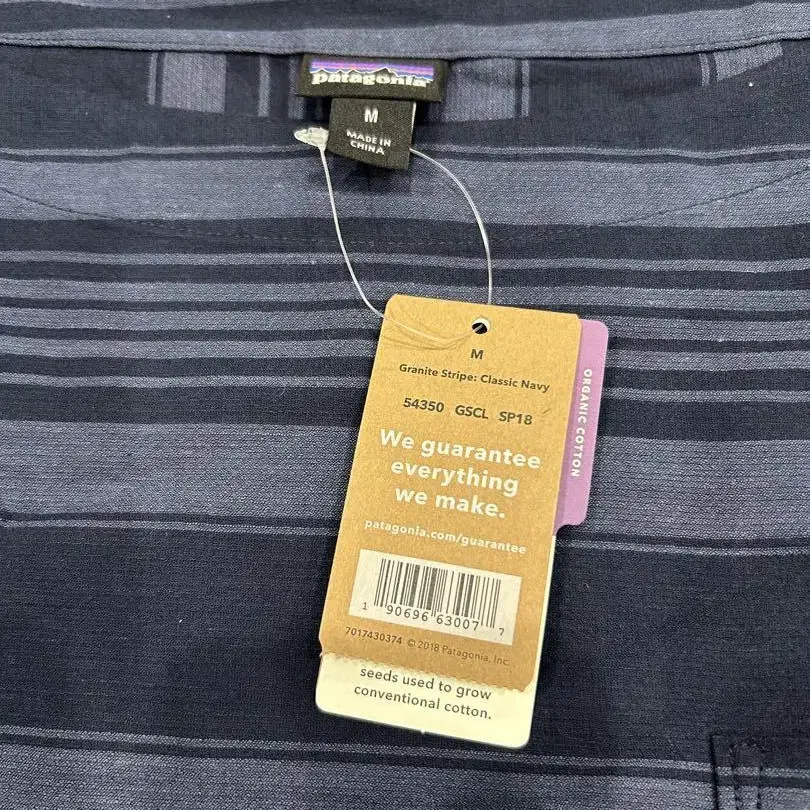 patagonia
M
MADE IN
CHINA
M
Granite Stripe: Classic Navy
54350 GSCL SP18
We guarantee
everything
we make.
patagonia.com/guarantee
1 90696 63007 7
7017430374 © 2018 Patagonia, Inc.
seeds used to grow
conventional cotton.
ORGANIC COTTON